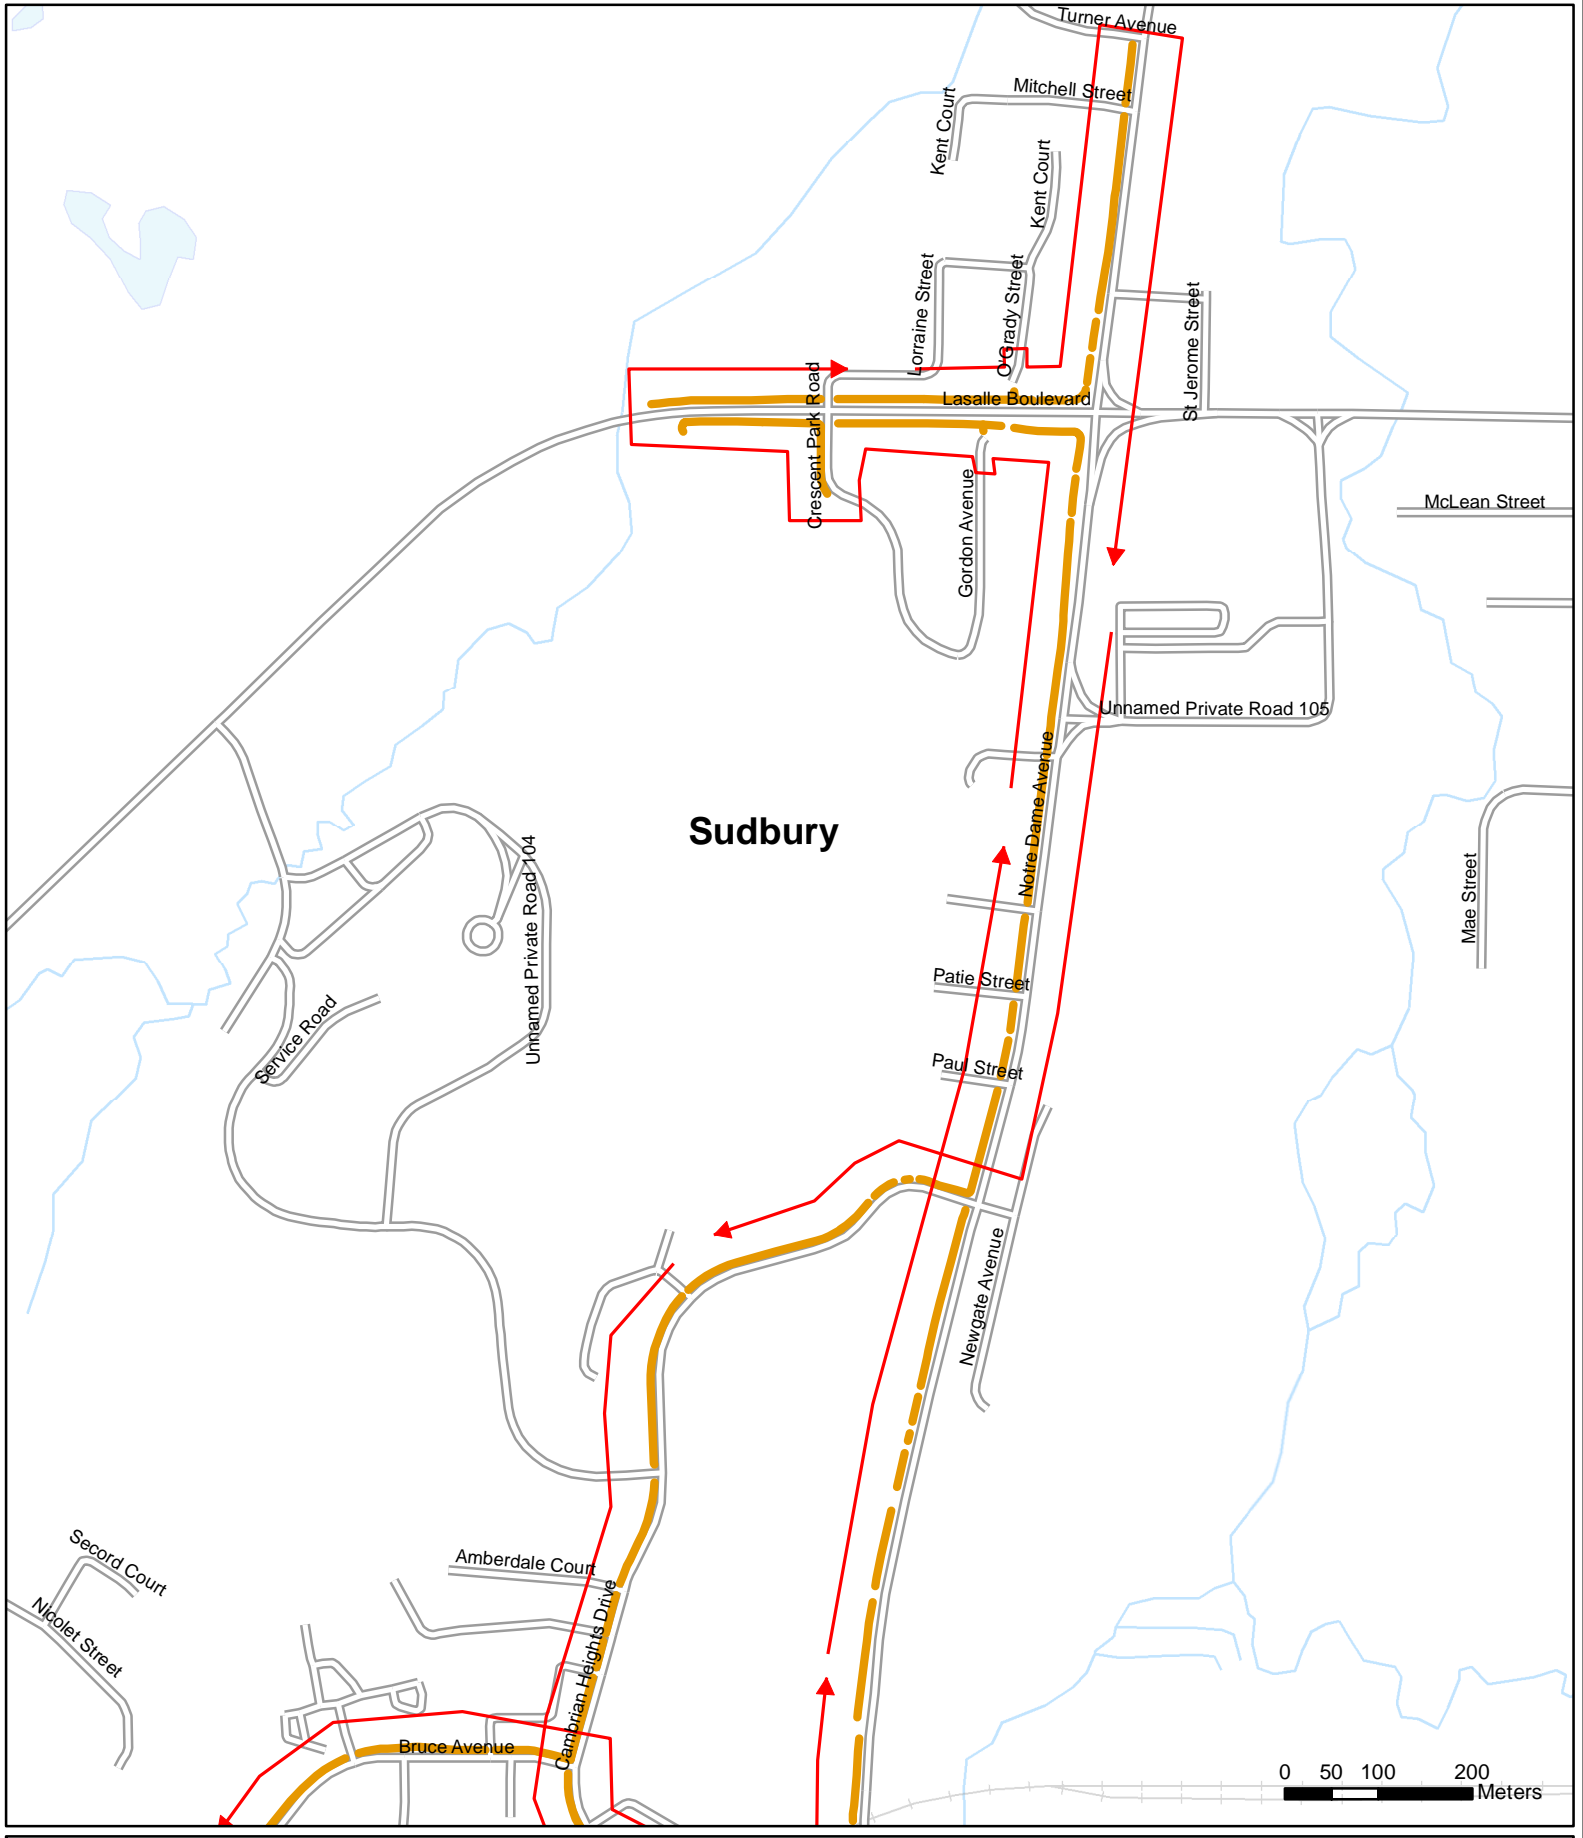 Turner Avenue
Mitchell Street
Kent Court
Kent Court
Lorraine Street
O'Grady Street
St Jerome Street
Crescent Park Road
Lasalle Boulevard
Gordon Avenue
McLean Street
Unnamed Private Road 105
Notre Dame Avenue
Sudbury
Unnamed Private Road 104
Mae Street
Patie Street
Service Road
Paul Street
Newgate Avenue
Second Court
Amberdale Court
Nicolet Street
Cambrian Heights Drive
Bruce Avenue
0 50 100 200
Meters